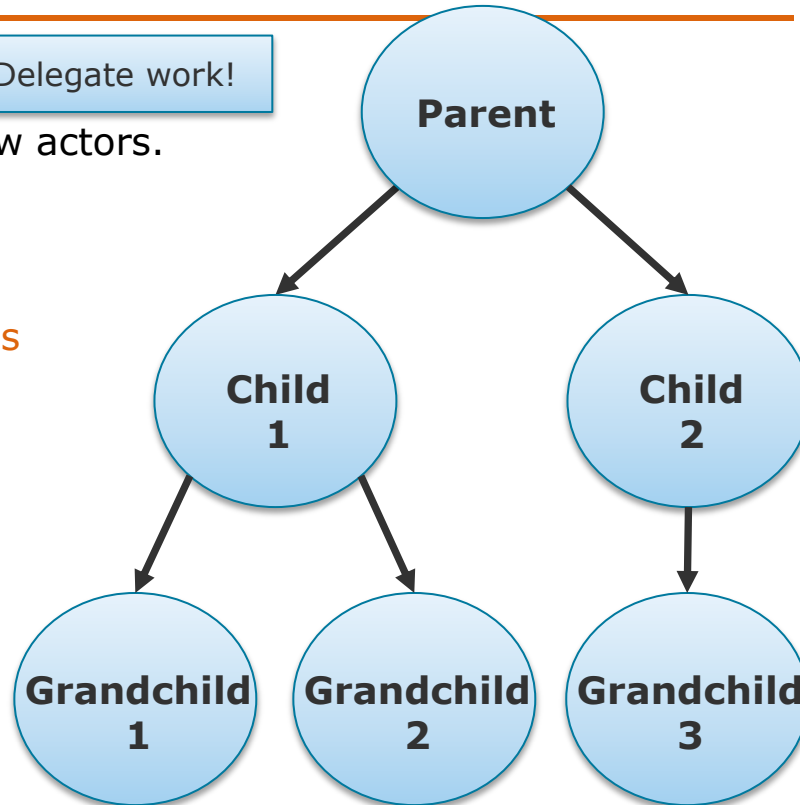 Delegate work!
Parent
w actors.
s
Child
1
Child
2
Grandchild
1
Grandchild
2
Grandchild
3